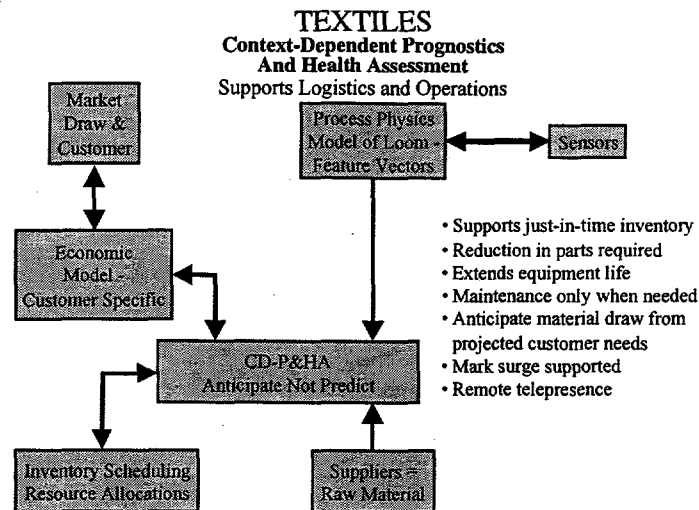 TEXTILES
Context-Dependent Prognostics
And Health Assessment
Supports Logistics and Operations
Market
Draw &
Customer
Process Physics
Model of Loom -
Feature Vectors
Sensors
Economic
Model -
Customer Specific
• Supports just-in-time inventory
• Reduction in parts required
• Extends equipment life
• Maintenance only when needed
• Anticipate material draw from
projected customer needs
• Mark surge supported
• Remote telepresence
CD-P&HA
Anticipate Not Predict
Inventory Scheduling
Resource Allocations
Suppliers =
Raw Material